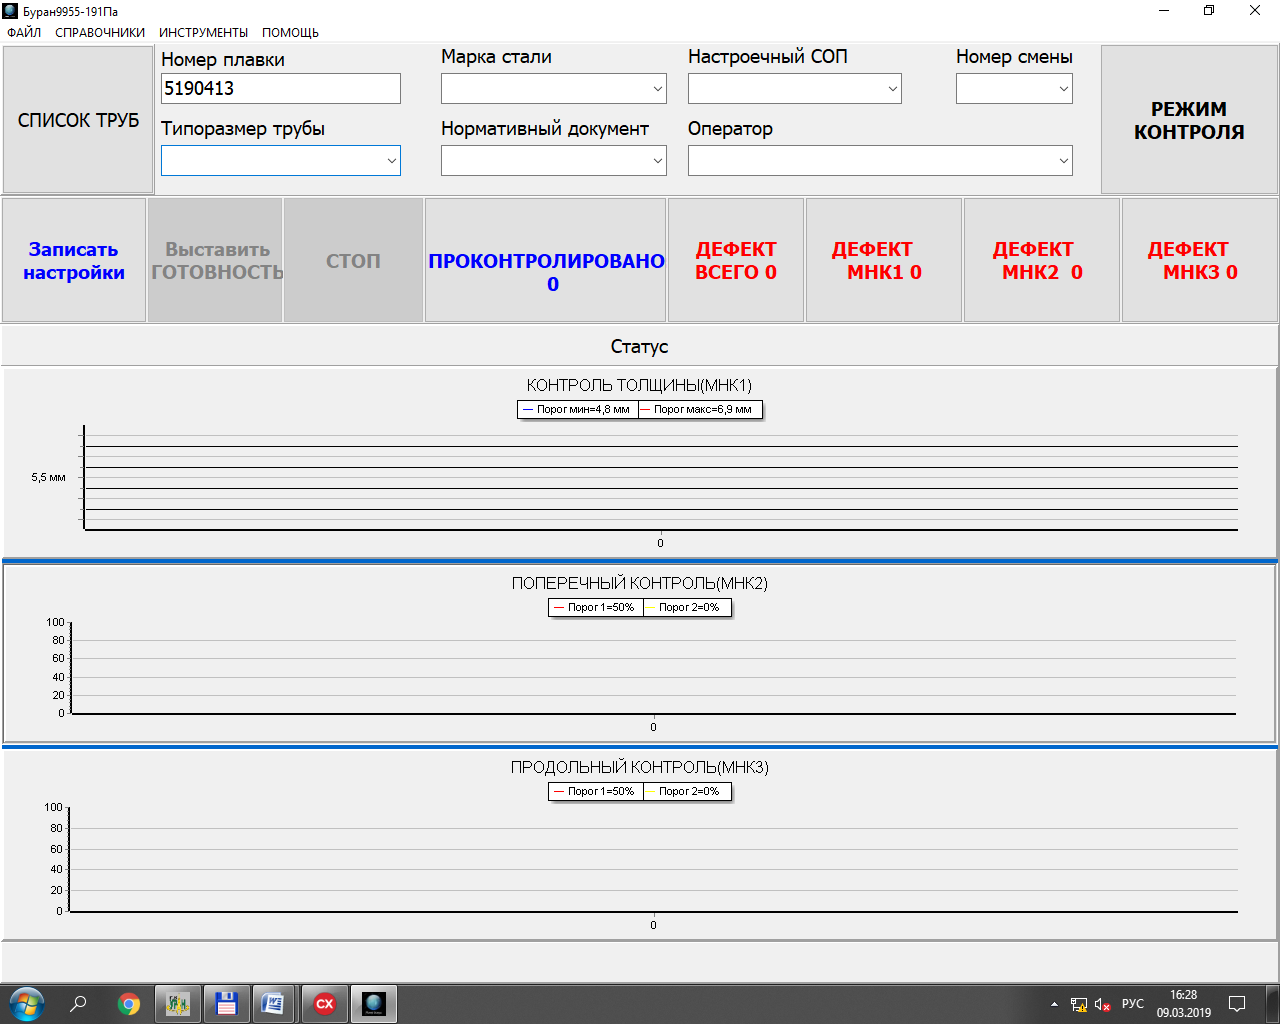 Буран9955-191Па
ФАЙЛ СПРАВОЧНИКИ ИНСТРУМЕНТЫ ПОМОЩЬ
СПИСОК ТРУБ
Номер плавки
5190413
Марка стали
Настроечный СОП
Номер смены
Типоразмер трубы
Нормативный документ
Оператор
РЕЖИМ
КОНТРОЛЯ
Записать
настройки
Выставить
ГОТОВНОСТЬ
СТОП
ПРОКОНТРОЛИРОВАНО
0
ДЕФЕКТ
ВСЕГО 0
ДЕФЕКТ
МНК1 0
ДЕФЕКТ
МНК2 0
ДЕФЕКТ
МНК3 0
Статус
КОНТРОЛЬ ТОЛЩИНЫ(МНК1)
Порог мин=4,8 мм Порог макс=6,9 мм
5,5 мм
0
ПОПЕРЕЧНЫЙ КОНТРОЛЬ(МНК2)
Порог 1=50% Порог 2=0%
100
80
60
40
20
0
0
ПРОДОЛЬНЫЙ КОНТРОЛЬ(МНК3)
Порог 1=50% Порог 2=0%
100
80
60
40
20
0
0
CX
РУС
16:28
09.03.2019